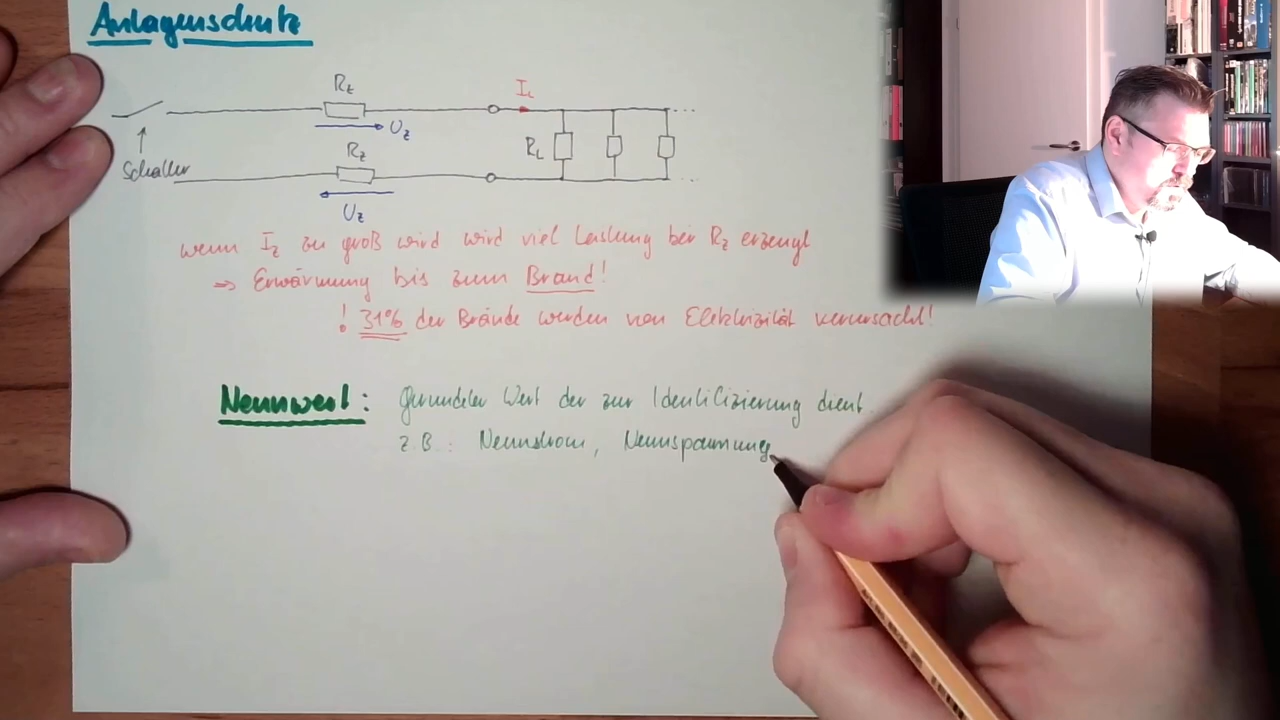 Anlagenschutz
Rz
IL
Uz
Schalter
Rz
RL
Uz
wenn Iz zu groß wird wird viel Leistung bei Rz erzeugt
⇒ Erwärmung bis zum Brand!
! 31% der Brände werden von Elektrizität verursacht!
Nennwert: gerundeter Wert der zur Identifizierung dient.
z.B.: Nennstrom, Nennspannung